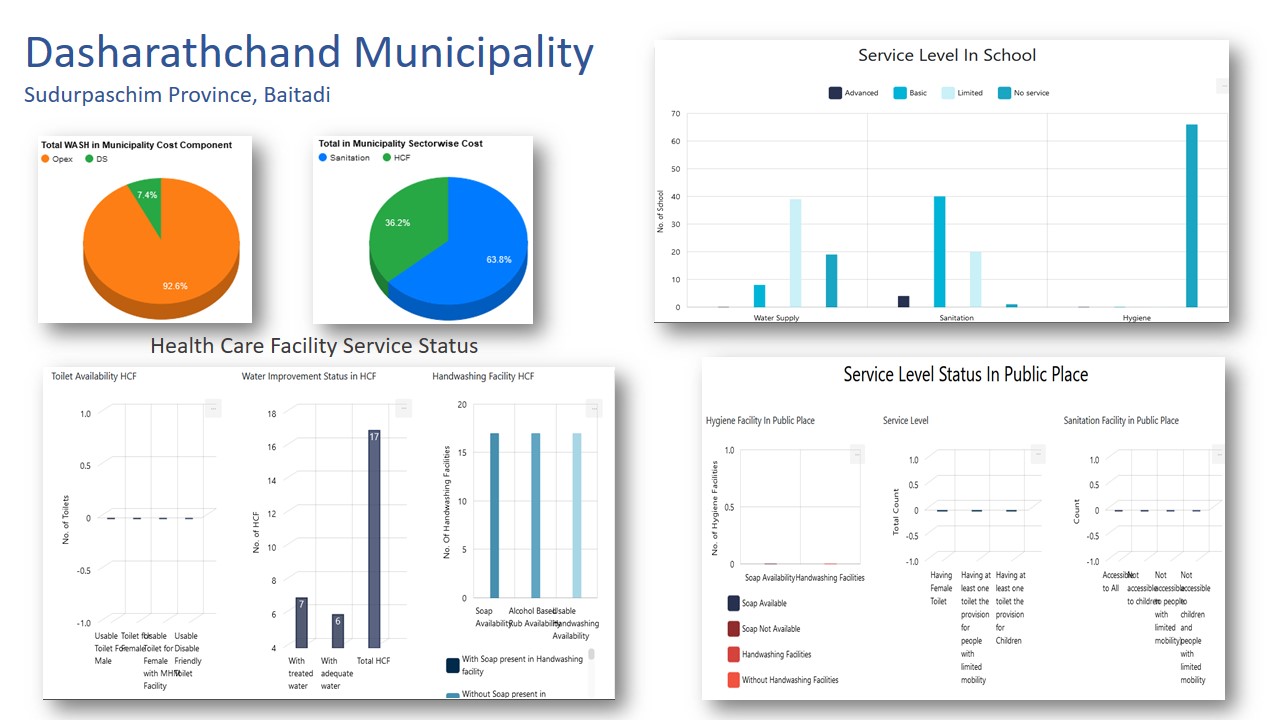 Dasharathchand Municipality
Sudurpaschim Province, Baitadi
Total WASH in Municipality Cost Component
Opex DS
7.4%
92.6%
Total in Municipality Sectorwise Cost
Sanitation HCF
36.2%
63.8%
Service Level In School
Advanced Basic Limited No service
70
60
50
40
30
20
10
0
No. of School
Water Supply Sanitation Hygiene
Health Care Facility Service Status
Toilet Availability HCF
1.0
0.5
0
-0.5
-1.0
No. of Toilets
Usable
Toilet For
Male
Toilet for
Female
Usable
Toilet for
Female
with MHM
Facility
Usable
Disable
Friendly
Toilet
Water Improvement Status in HCF
18
16
14
12
10
8
6
4
No. of HCF
7
6
17
With
treated
water
With
adequate
water
Total HCF
Handwashing Facility HCF
20
15
10
5
0
No. Of Handwashing Facilities
Soap
Availability
Alcohol Based
Rub Availability
Usable
Handwashing
Availability
With Soap present in Handwashing
facility
Without Soap present in
Service Level Status In Public Place
Hygiene Facility In Public Place
1.0
0.5
0
No. of Hygiene Facilities
Soap Availability Handwashing Facilities
Soap Available
Soap Not Available
Handwashing Facilities
Without Handwashing Facilities
Service Level
1.0
0.5
0
-0.5
-1.0
Total Count
Having
Female
Toilet
Having at
least one
toilet the
provision
for
people
with
limited
mobility
Having at
least one
toilet the
provision
for
Children
Sanitation Facility in Public Place
1.0
0.5
0
-0.5
-1.0
Count
Accessible
to All
Not
accessible
to children
Not
accessible
to people
with
limited
mobility
Not
accessible
to
children
and
people
with
limited
mobility